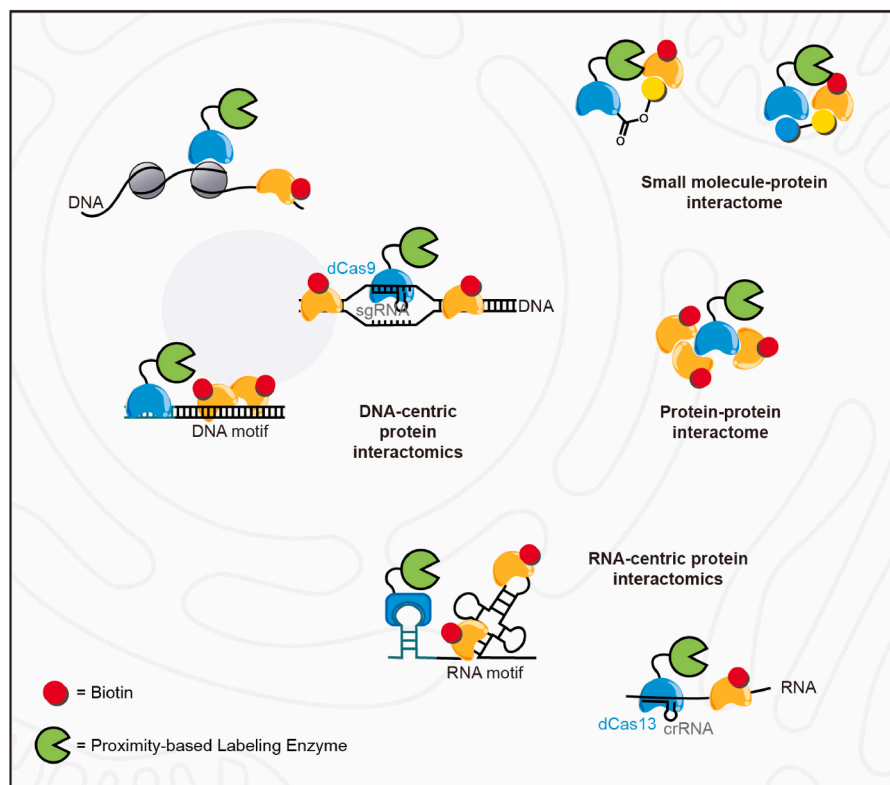 Small molecule-protein
interactome
DNA
dCas9
sgRNA
DNA
DNA motif
DNA-centric
protein
interactomics
Protein-protein
interactome
O
O
RNA-centric protein
interactomics
RNA motif
RNA
dCas13
crRNA
= Biotin
= Proximity-based Labeling Enzyme